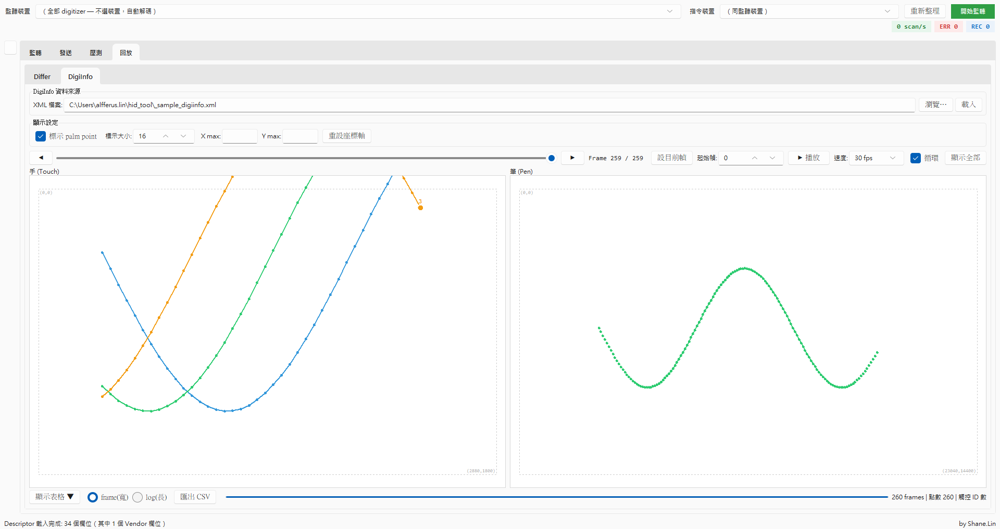 監聽裝置 （全部 digitizer — 不選裝置，自動解碼） 指令裝置 （同監聽裝置） 重新整理 開始監聽
0 scan/s ERR 0 REC 0
監聽 發送 壓測 回放
Differ DigiInfo
DigiInfo 資料來源
XML 檔案: C:\Users\alfferus.lin\hid_tool\_sample_digiinfo.xml 瀏覽⋯ 載入
顯示設定
標示 palm point 標示大小: 16 X max: Y max: 重設座標軸
◀ ▶ Frame 259 / 259 設目前幀 起始幀: 0 ▶ 播放 速度: 30 fps 循環 顯示全部
手 (Touch) 筆 (Pen)
(0,0) (0,0)
3
(2880,1800) (23040,14400)
顯示表格 ▼ frame(寬) log(長) 匯出 CSV 260 frames | 點數 260 | 觸控 ID 數
Descriptor 載入完成: 34 個欄位（其中 1 個 Vendor 欄位） by Shane.Lin